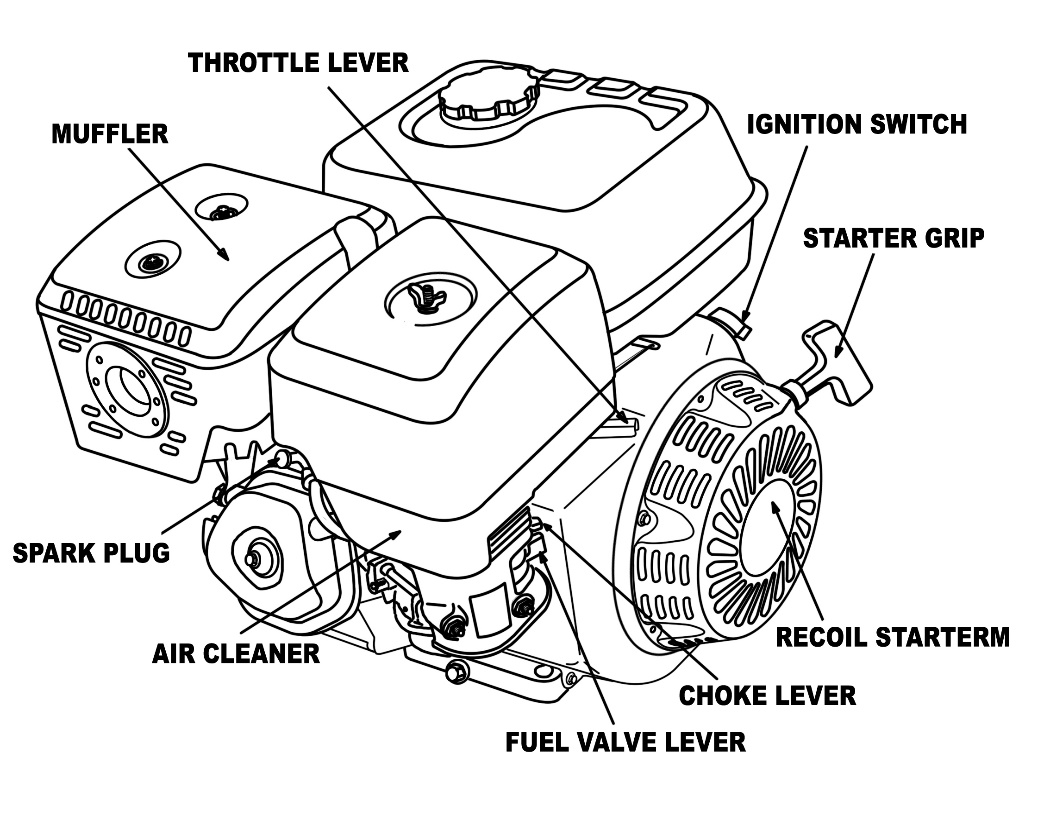 THROTTLE LEVER
MUFFLER
IGNITION SWITCH
STARTER GRIP
SPARK PLUG
AIR CLEANER
RECOIL STARTERM
CHOKE LEVER
FUEL VALVE LEVER